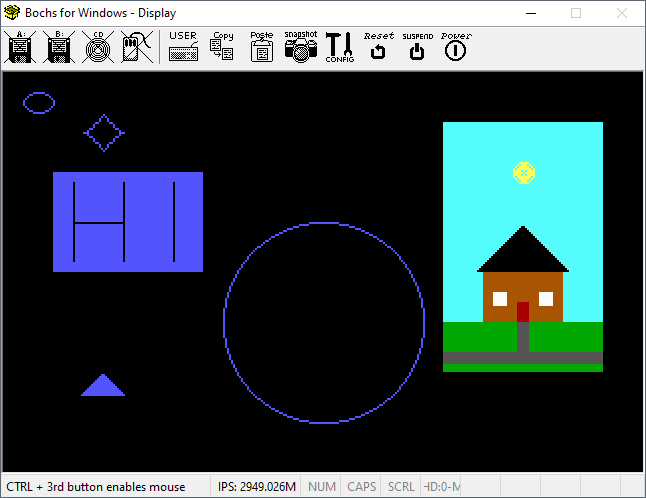 Bochs for Windows - Display
A: B: CD USER Copy Paste Snapshot CONFIG Reset SUSPEND Power
HI
CTRL + 3rd button enables mouse IPS: 2949.026M NUM CAPS SCRL HD:0-M